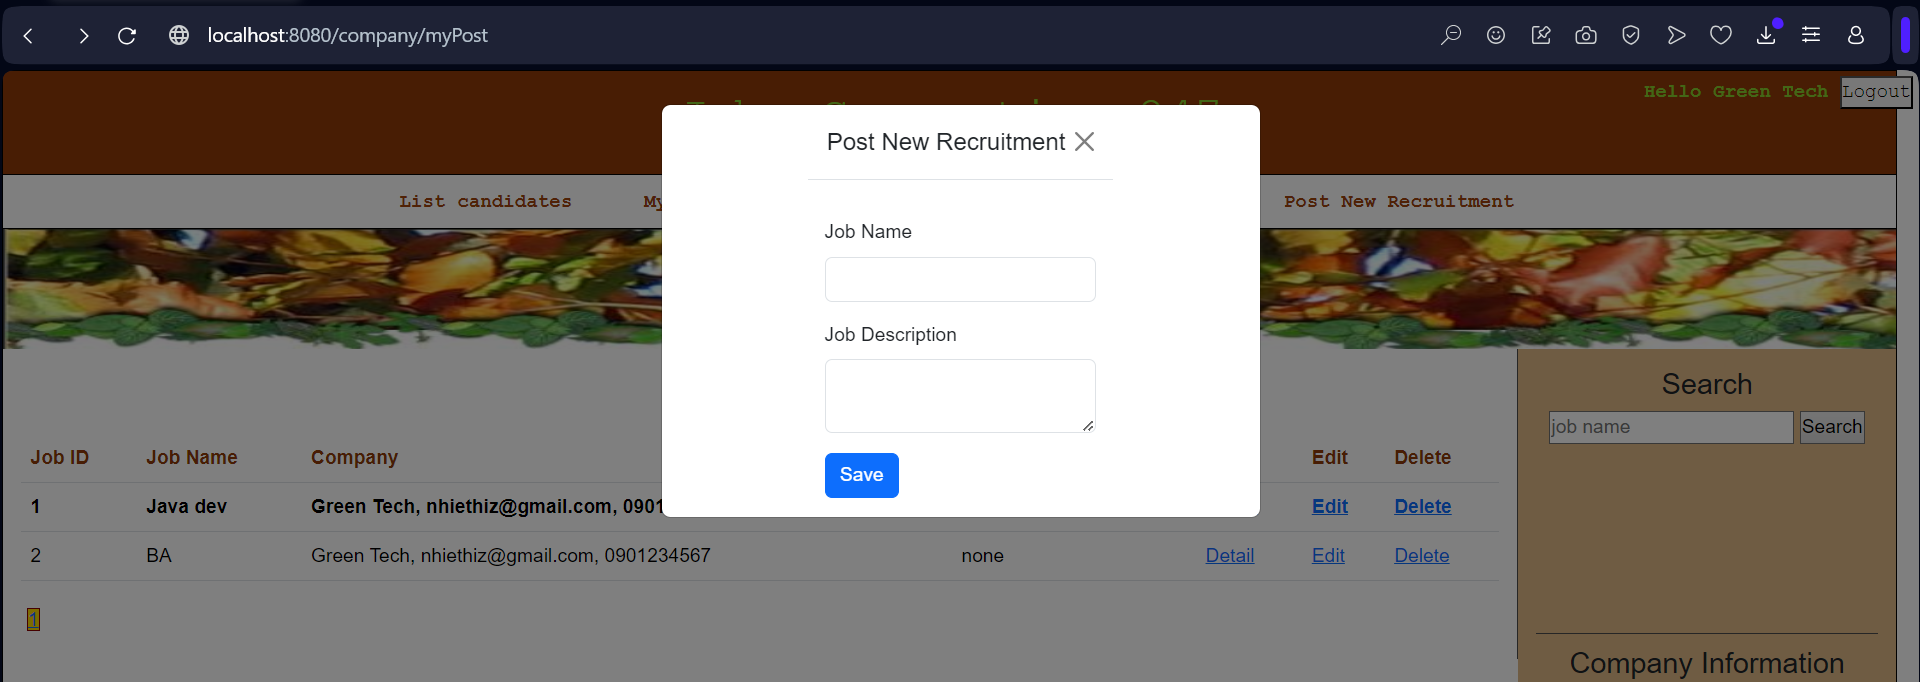 localhost:8080/company/myPost
Hello Green Tech Logout
Post New Recruitment
List candidates
Post New Recruitment
Job Name
Job Description
Save
Search
job name Search
Job ID Job Name Company Edit Delete
1 Java dev Green Tech, nhiethiz@gmail.com, 0901 Edit Delete
2 BA Green Tech, nhiethiz@gmail.com, 0901234567 none Detail Edit Delete
1
Company Information